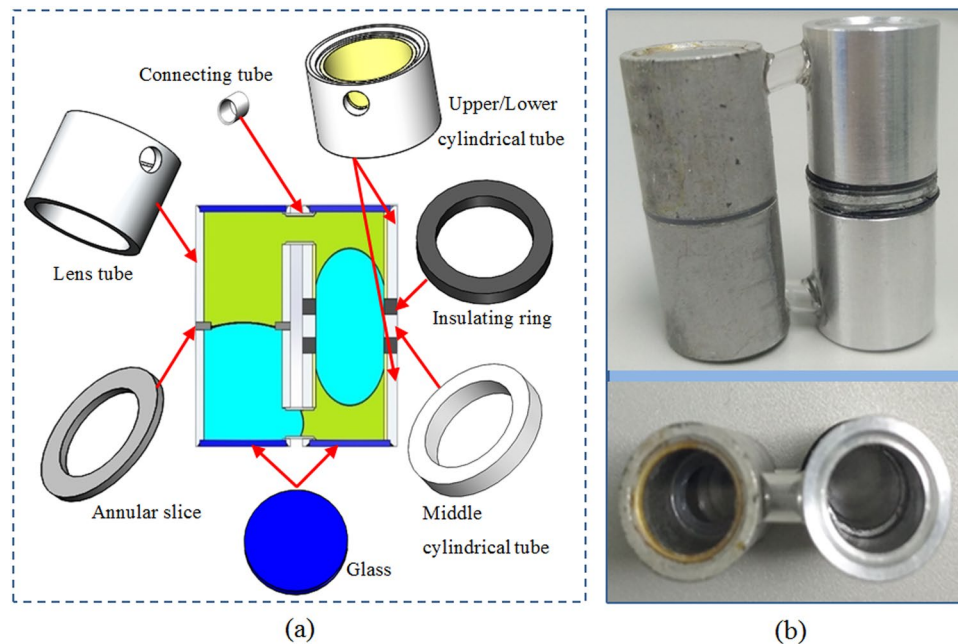 Connecting tube
Upper/Lower
cylindrical tube
Lens tube
Insulating ring
Annular slice
Middle
cylindrical tube
Glass
(a)
(b)